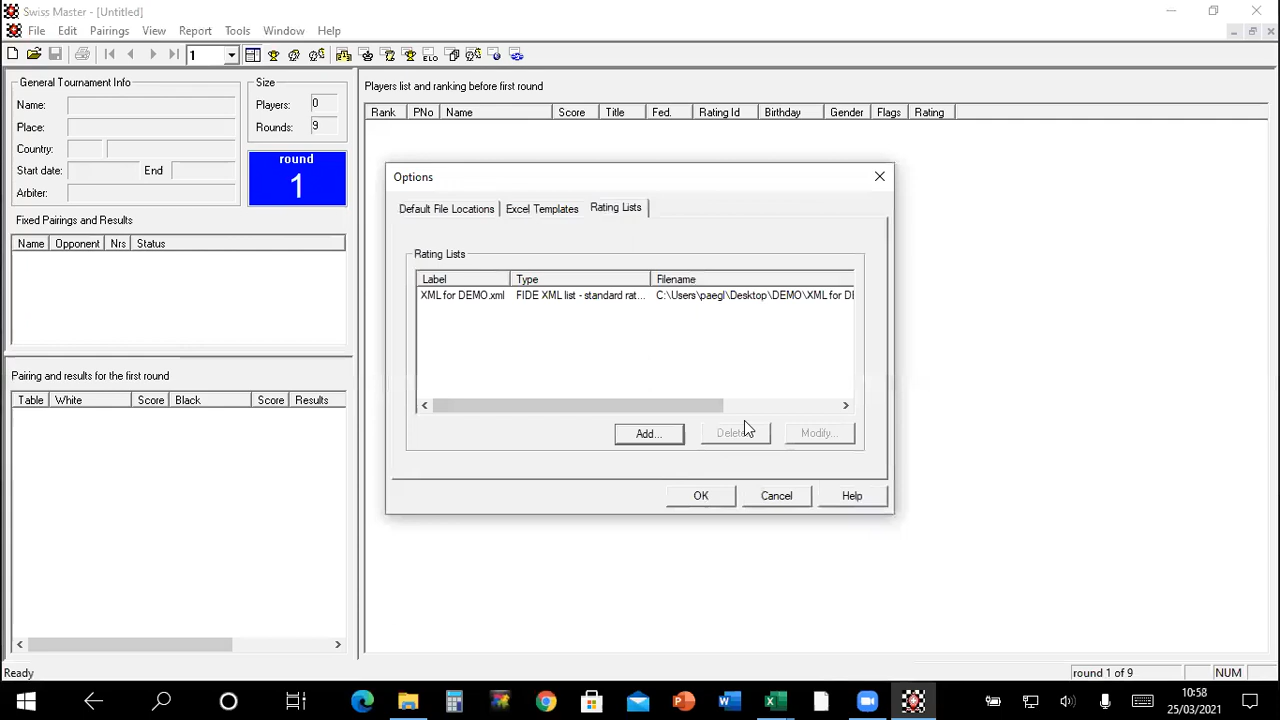 Swiss Master - [Untitled]
File Edit Pairings View Report Tools Window Help
1
General Tournament Info
Name:
Place:
Country:
Start date: End
Arbiter:
Size
Players: 0
Rounds: 9
round
1
Fixed Pairings and Results
Name Opponent Nrs Status
Pairing and results for the first round
Table White Score Black Score Results
Players list and ranking before first round
Rank PNo Name Score Title Fed. Rating Id Birthday Gender Flags Rating
Options
Default File Locations Excel Templates Rating Lists
Rating Lists
Label Type Filename
XML for DEMO.xml FIDE XML list - standard rat... C:\Users\paegl\Desktop\DEMO\XML for DE
Add... Delete Modify...
OK Cancel Help
Ready
round 1 of 9 NUM
10:58
25/03/2021